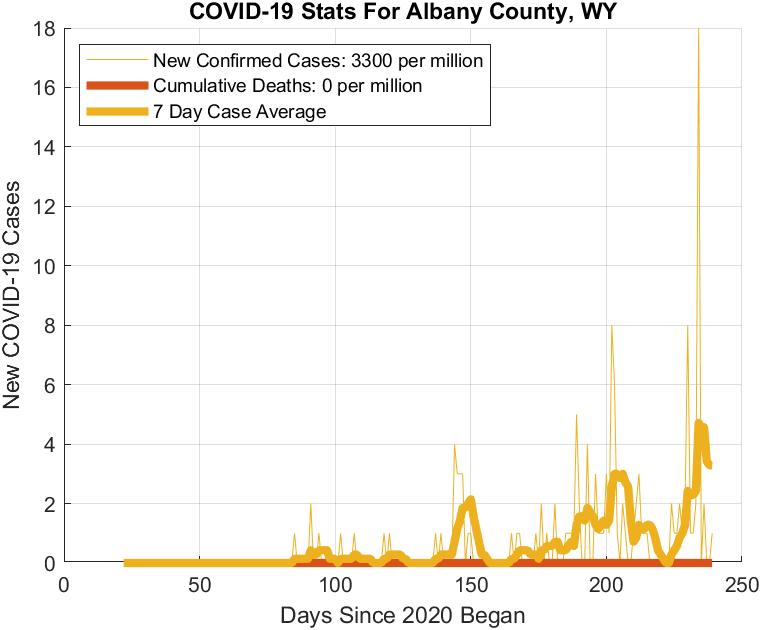 COVID-19 Stats For Albany County, WY
New Confirmed Cases: 3300 per million
Cumulative Deaths: 0 per million
7 Day Case Average
New COVID-19 Cases
18
16
14
12
10
8
6
4
2
0
0 50 100 150 200 250
Days Since 2020 Began